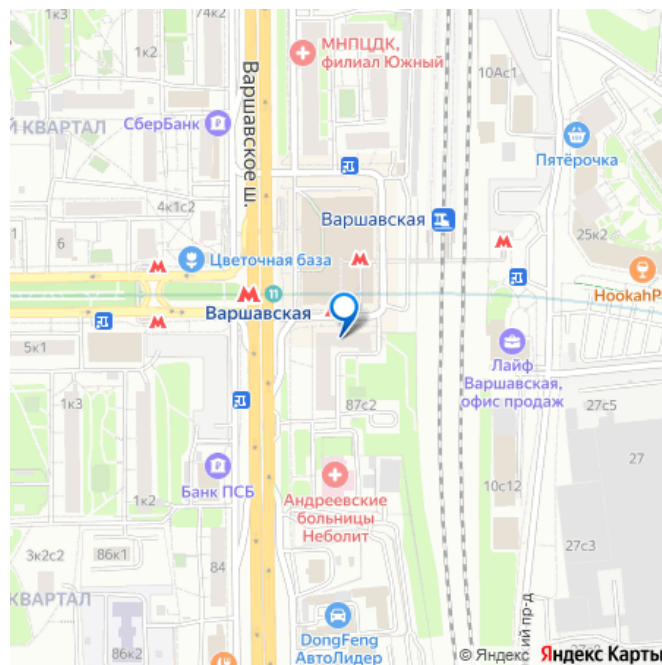 74к2
1к2
МНПЦДК,
филиал Южный
10Ас1
СберБанк
Й КВАРТАЛ
Варшавское ш.
Пятёрочка
4к1с2
Варшавская
25к2
6
Цветочная база
HookahP
11
Варшавская
5к1
Лайф
Варшавская,
офис продаж
1к3
87с2
27с5
27
Банк ПСБ
Андреевские
больницы
Неболит
10с12
1к2
27с3
3к2с2
86к1
84
КВАРТАЛ
ский пр-д
DongFeng
АвтоЛидер
86к2
© Яндекс
Яндекс Карты